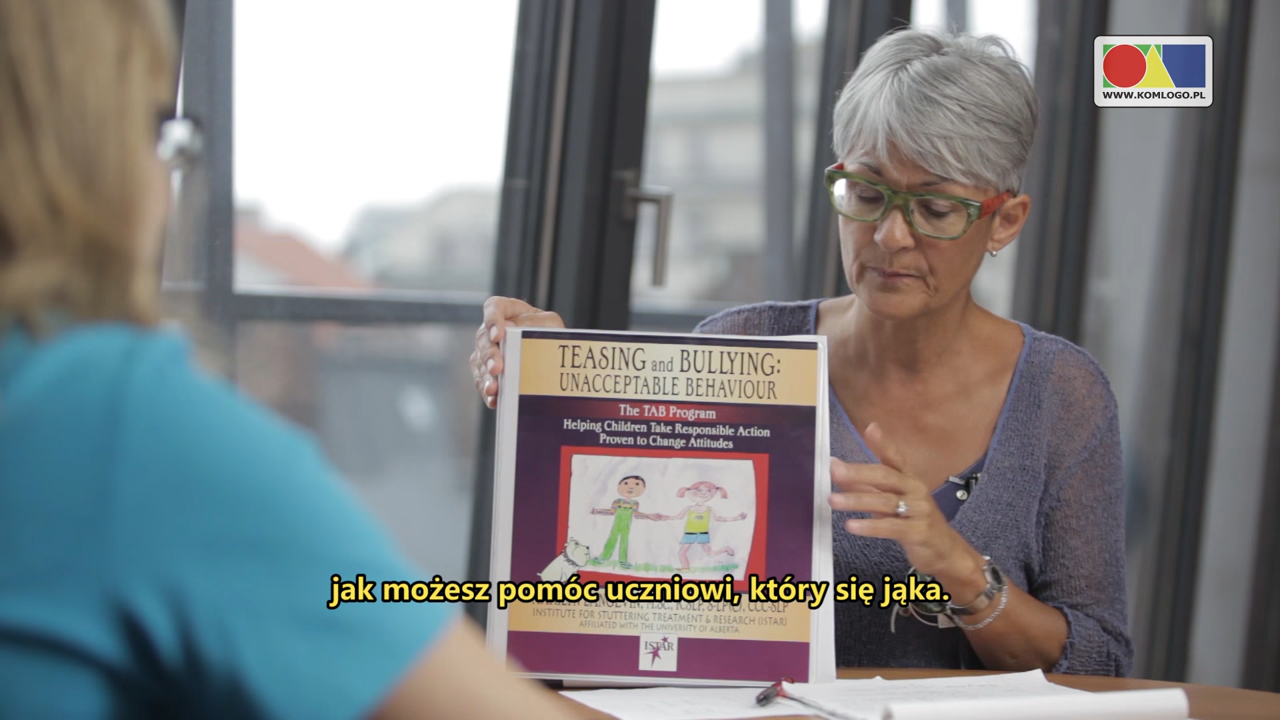 WWW.KOMLOGO.PL
TEASING and BULLYING:
UNACCEPTABLE BEHAVIOUR
The TAB Program
Helping Children Take Responsible Action
Proven to Change Attitudes
jak możesz pomóc uczniowi, który się jąka.
INSTITUTE FOR STUTTERING TREATMENT & RESEARCH (ISTAR)
AFFILIATED WITH THE UNIVERSITY OF ALBERTA
ISTAR